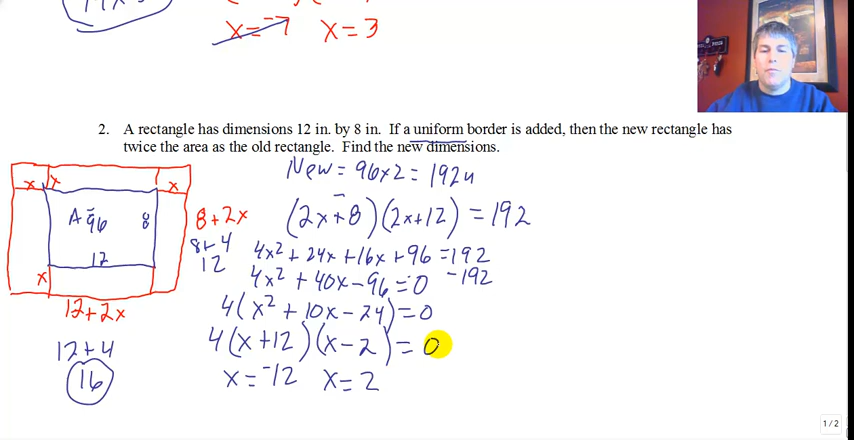 x = -7 x = 3
2. A rectangle has dimensions 12 in. by 8 in. If a uniform border is added, then the new rectangle has
twice the area as the old rectangle. Find the new dimensions.
New = 96 x 2 = 192
x x x
A = 96 8
12
x
8 + 2x
8 + 4
12
12 + 2x
12 + 4
16
(2x + 8)(2x + 12) = 192
4x² + 24x + 16x + 96 = 192
-192
4x² + 40x - 96 = 0
4(x² + 10x - 24) = 0
4(x + 12)(x - 2) = 0
x = -12 x = 2
1 / 2